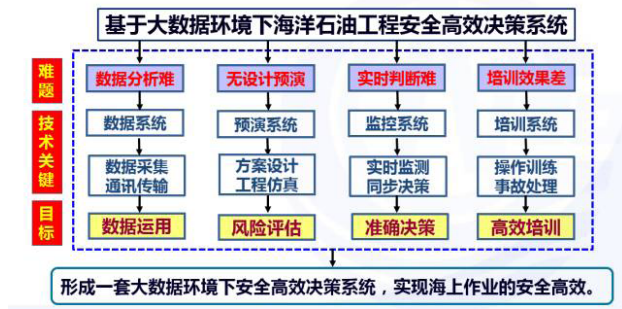 基于大数据环境下海洋石油工程安全高效决策系统
难题
数据分析难
无设计预演
实时判断难
培训效果差
技术关键
数据系统
预演系统
监控系统
培训系统
数据采集
通讯传输
方案设计
工程仿真
实时监测
同步决策
操作训练
事故处理
目标
数据运用
风险评估
准确决策
高效培训
形成一套大数据环境下安全高效决策系统，实现海上作业的安全高效。